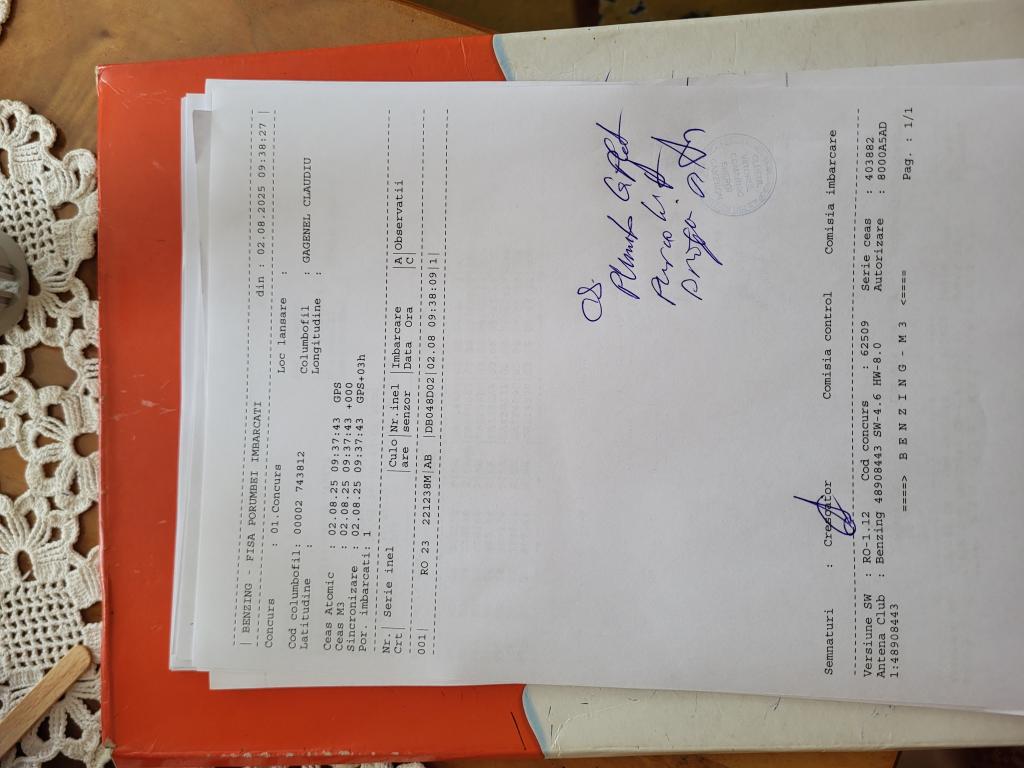 BENZING - FISA PORUMBEI IMBARCATI
din 02.08.2025 09:38:27
Concurs : 01.Concurs Loc lansare :
Cod columbofil: 00002 743812 Columbofil : GAGENEL CLAUDIU
Latitudine : Longitudine :
Ceas Atomic : 02.08.25 09:37:43 GPS
Ceas M3 : 02.08.25 09:37:43 +000
Sincronizare : 02.08.25 09:37:43 GPS+03h
Por. imbarcati: 1
Nr.| Serie inel |Culo|Nr.inel |Imbarcare |A|Observatii
Crt| |are |senzor |Data Ora |C|
001| RO 23 221238M|AB |DB048D02|02.08 09:38:09|1|
Semnaturi : Crescator Comisia control Comisia imbarcare
Versiune SW : RO-1.12 Cod concurs : 62509 Serie ceas : 403882
Antena Club : Benzing 48908443 SW-4.6 HW-8.0 Autorizare : 8000A5AD
1:48908443
====> B E N Z I N G - M 3 <====
Pag. : 1/1